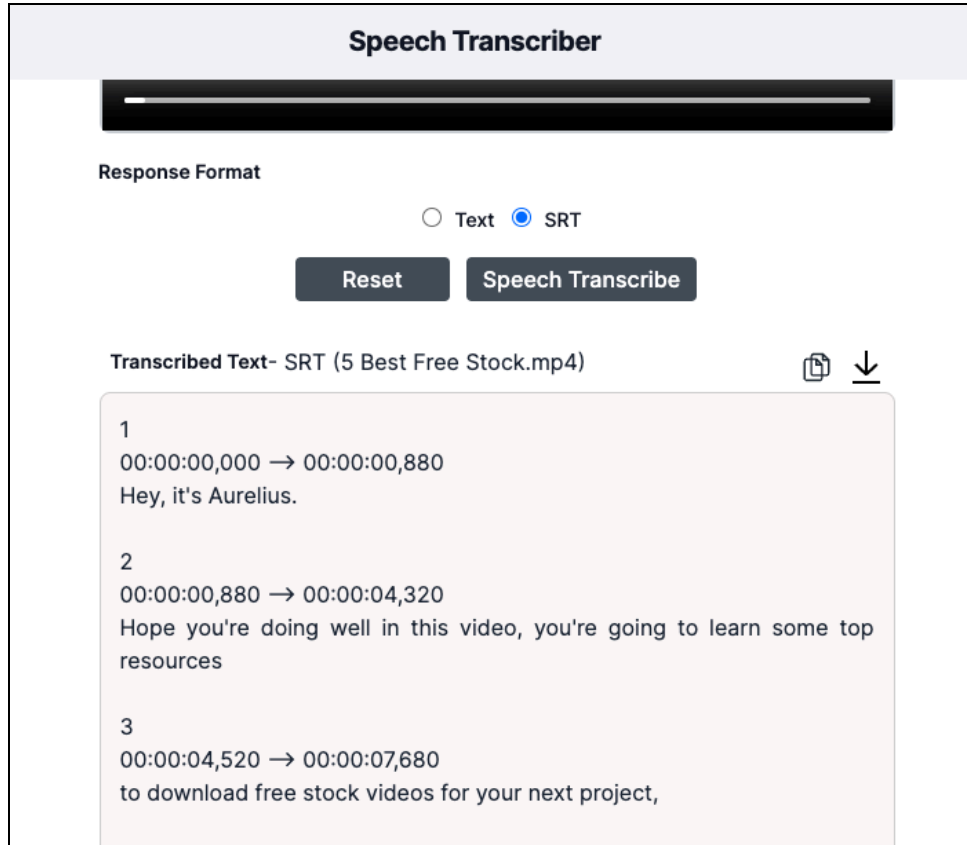 Speech Transcriber
Response Format
Text SRT
Reset Speech Transcribe
Transcribed Text- SRT (5 Best Free Stock.mp4)
1
00:00:00,000 → 00:00:00,880
Hey, it's Aurelius.
2
00:00:00,880 → 00:00:04,320
Hope you're doing well in this video, you're going to learn some top
resources
3
00:00:04,520 → 00:00:07,680
to download free stock videos for your next project,